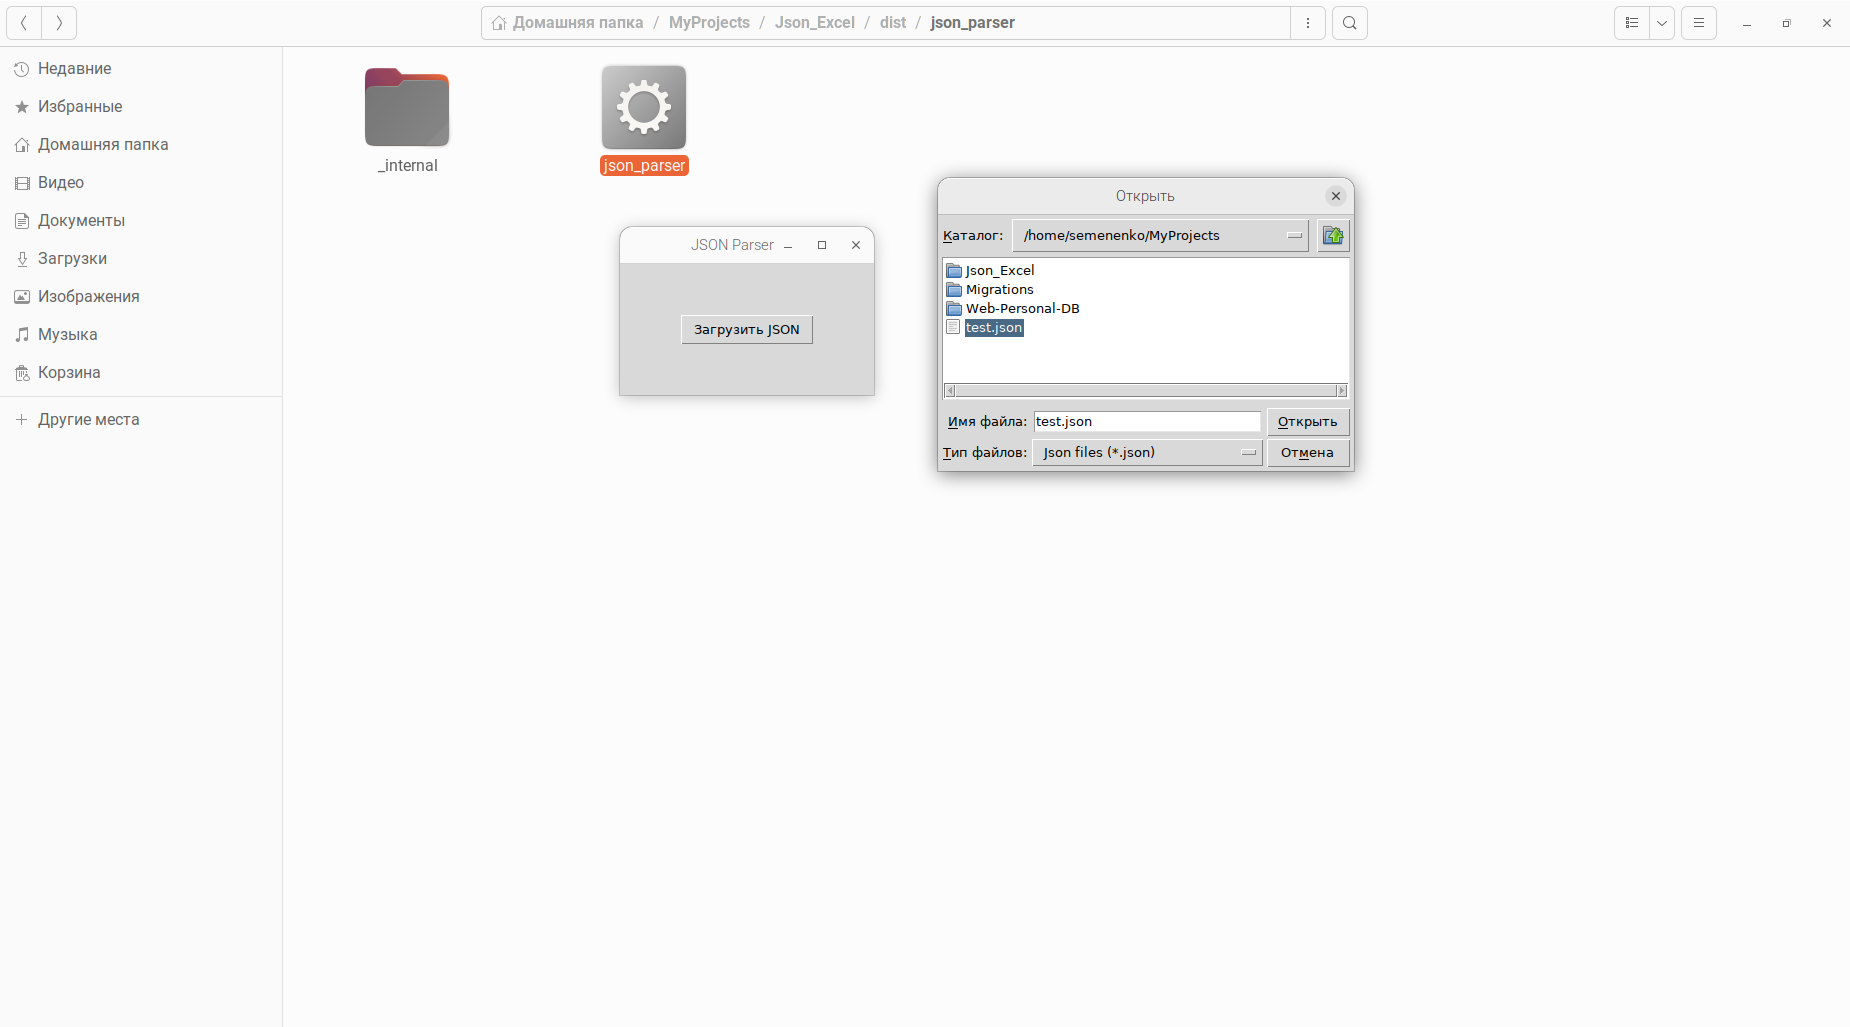 Домашняя папка / MyProjects / Json_Excel / dist / json_parser
Недавние
Избранные
Домашняя папка
Видео
Документы
Загрузки
Изображения
Музыка
Корзина
Другие места
_internal
json_parser
JSON Parser
Загрузить JSON
Открыть
Каталог: /home/semenenko/MyProjects
Json_Excel
Migrations
Web-Personal-DB
test.json
Имя файла: test.json Открыть
Тип файлов: Json files (*.json) Отмена